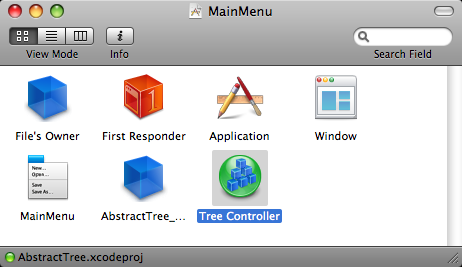 MainMenu
View Mode
Info
Search Field
File's Owner
First Responder
Application
Window
New...
Open...
Save
Save As...
MainMenu
AbstractTree_...
Tree Controller
AbstractTree.xcodeproj